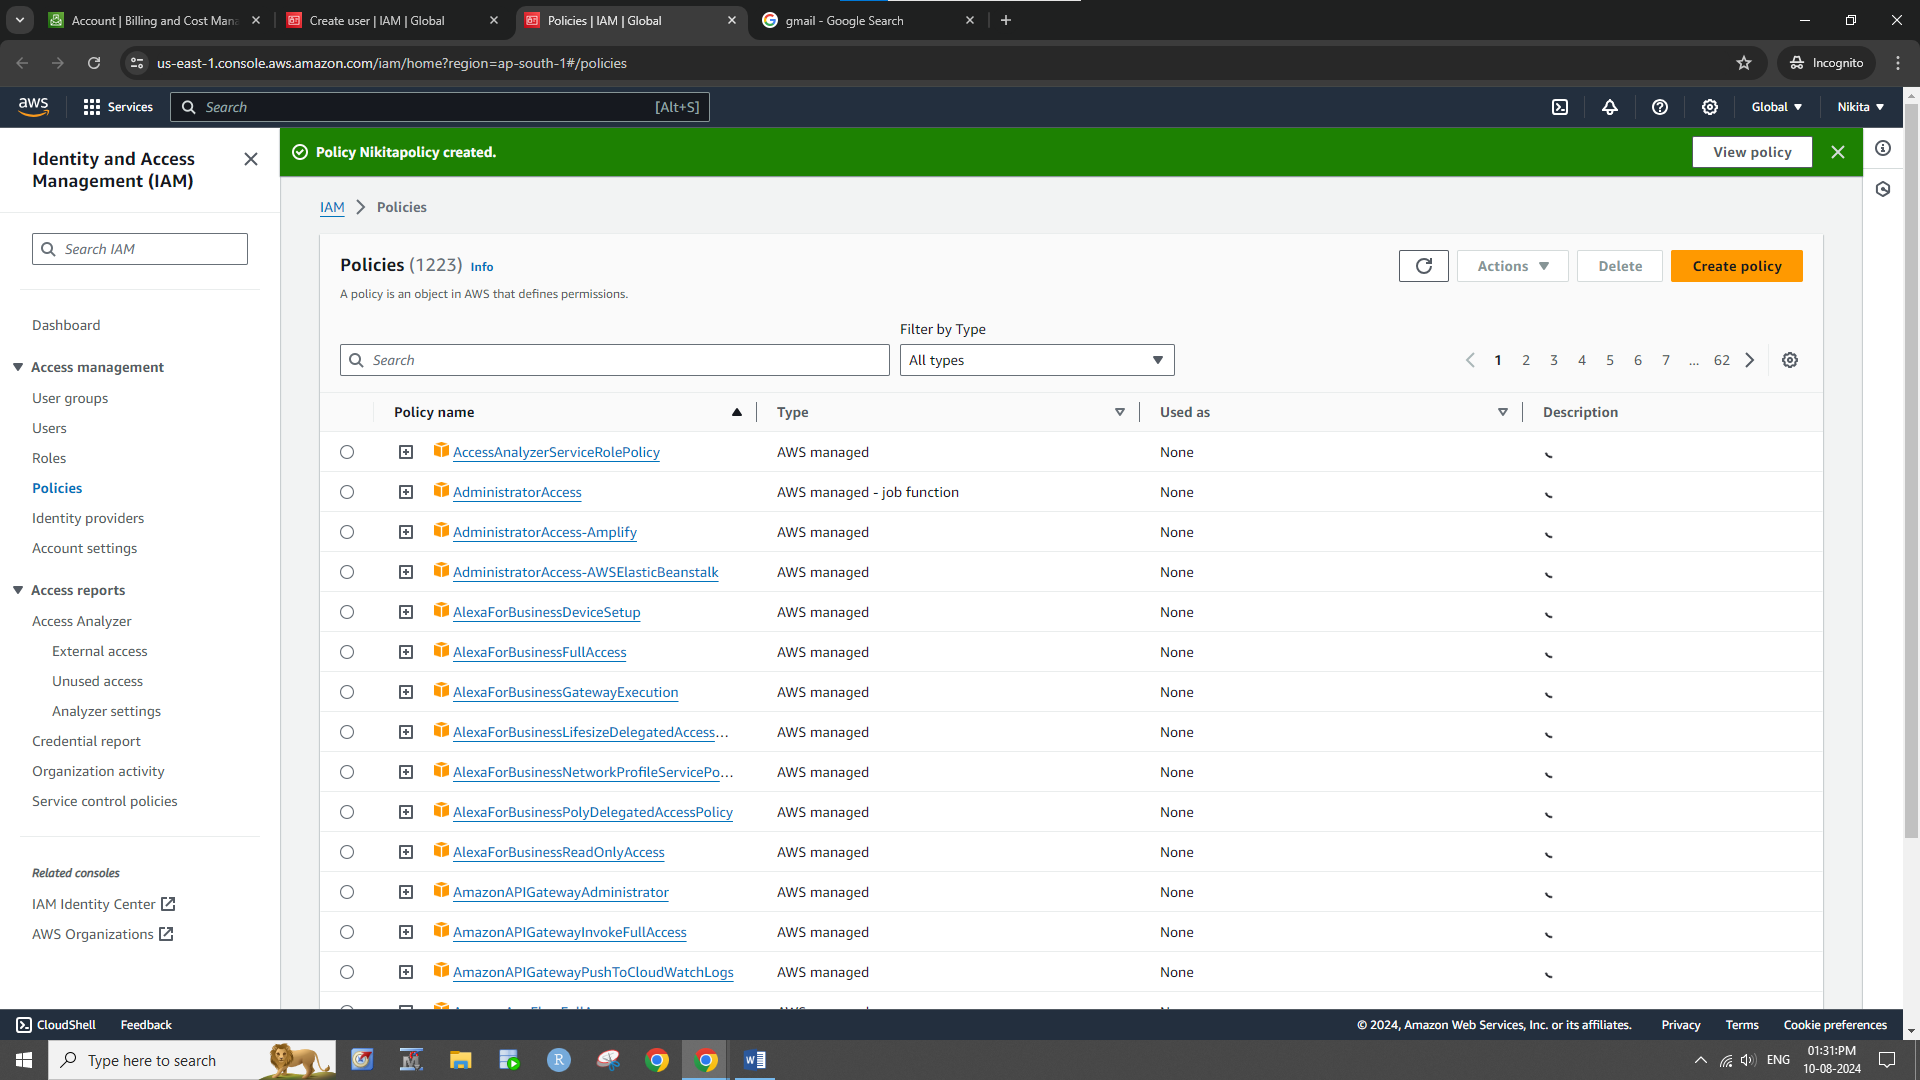 Account | Billing and Cost Mana
Create user | IAM | Global
Policies | IAM | Global
gmail - Google Search
us-east-1.console.aws.amazon.com/iam/home?region=ap-south-1#/policies
Incognito
aws
Services
Search
[Alt+S]
Global
Nikita
Identity and Access
Management (IAM)
Search IAM
Dashboard
Access management
User groups
Users
Roles
Policies
Identity providers
Account settings
Access reports
Access Analyzer
External access
Unused access
Analyzer settings
Credential report
Organization activity
Service control policies
Related consoles
IAM Identity Center
AWS Organizations
Policy Nikitapolicy created.
View policy
IAM
Policies
Policies (1223) Info
A policy is an object in AWS that defines permissions.
Actions
Delete
Create policy
Filter by Type
Search
All types
1 2 3 4 5 6 7 ... 62
Policy name Type Used as Description
AccessAnalyzerServiceRolePolicy AWS managed None
AdministratorAccess AWS managed - job function None
AdministratorAccess-Amplify AWS managed None
AdministratorAccess-AWSElasticBeanstalk AWS managed None
AlexaForBusinessDeviceSetup AWS managed None
AlexaForBusinessFullAccess AWS managed None
AlexaForBusinessGatewayExecution AWS managed None
AlexaForBusinessLifesizeDelegatedAccess... AWS managed None
AlexaForBusinessNetworkProfileServicePo... AWS managed None
AlexaForBusinessPolyDelegatedAccessPolicy AWS managed None
AlexaForBusinessReadOnlyAccess AWS managed None
AmazonAPIGatewayAdministrator AWS managed None
AmazonAPIGatewayInvokeFullAccess AWS managed None
AmazonAPIGatewayPushToCloudWatchLogs AWS managed None
CloudShell
Feedback
© 2024, Amazon Web Services, Inc. or its affiliates.
Privacy
Terms
Cookie preferences
Type here to search
ENG
01:31:PM
10-08-2024